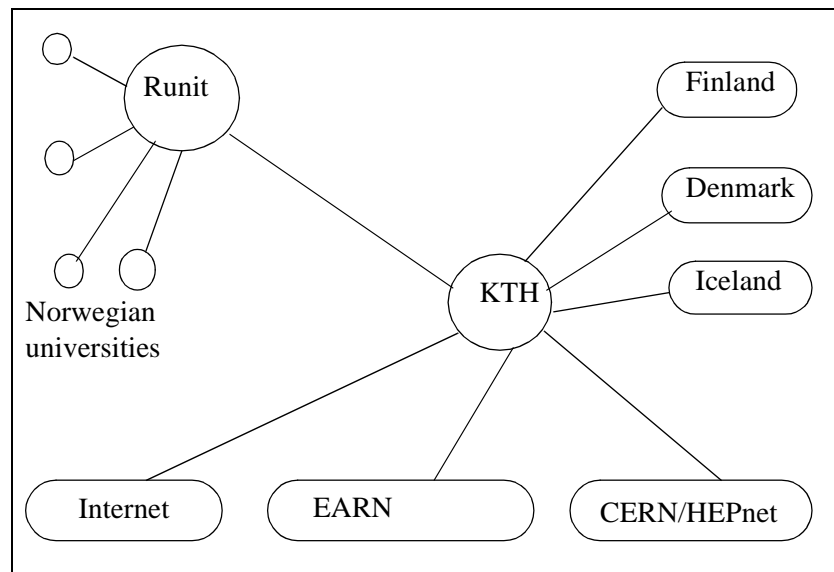 Runit
Finland
Denmark
Iceland
KTH
Norwegian
universities
Internet
EARN
CERN/HEPnet